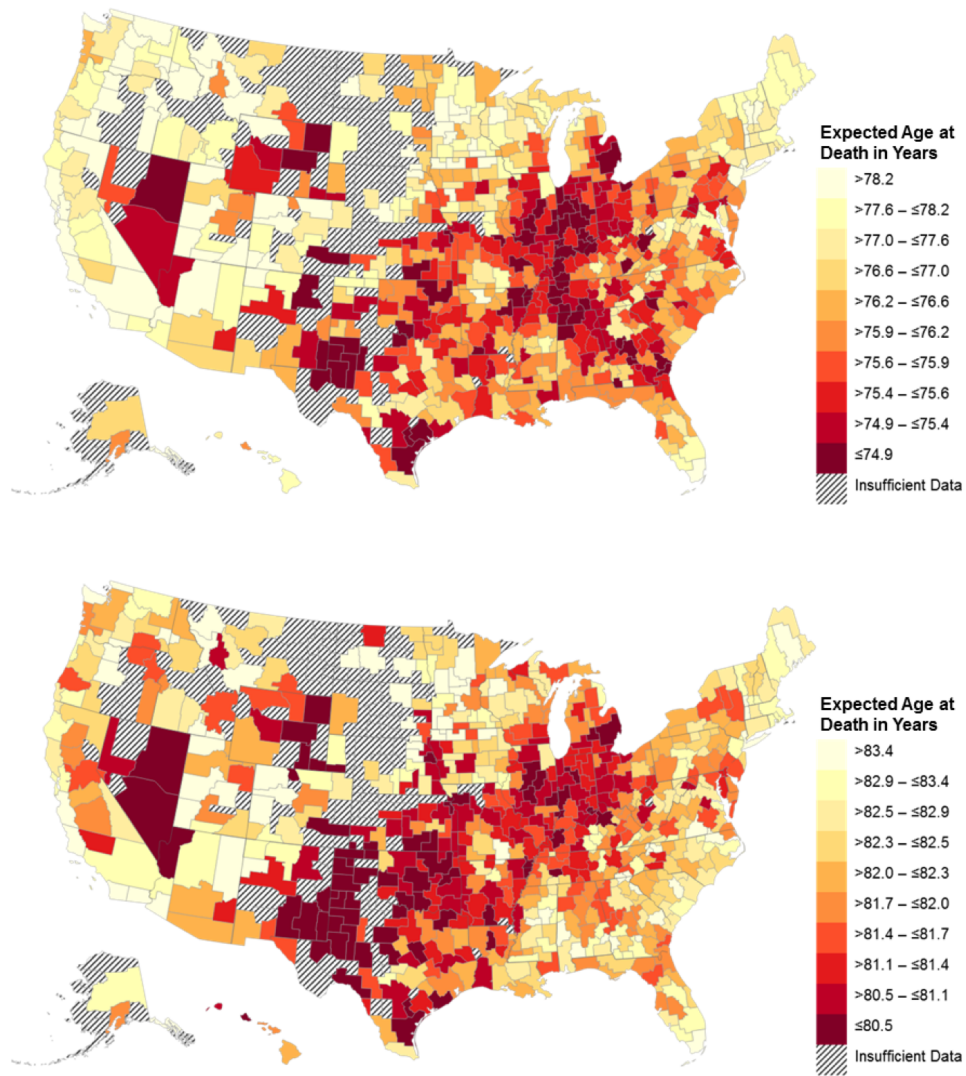 Expected Age at
Death in Years
>78.2
>77.6 – ≤78.2
>77.0 – ≤77.6
>76.6 – ≤77.0
>76.2 – ≤76.6
>75.9 – ≤76.2
>75.6 – ≤75.9
>75.4 – ≤75.6
>74.9 – ≤75.4
≤74.9
Insufficient Data
Expected Age at
Death in Years
>83.4
>82.9 – ≤83.4
>82.5 – ≤82.9
>82.3 – ≤82.5
>82.0 – ≤82.3
>81.7 – ≤82.0
>81.4 – ≤81.7
>81.1 – ≤81.4
>80.5 – ≤81.1
≤80.5
Insufficient Data